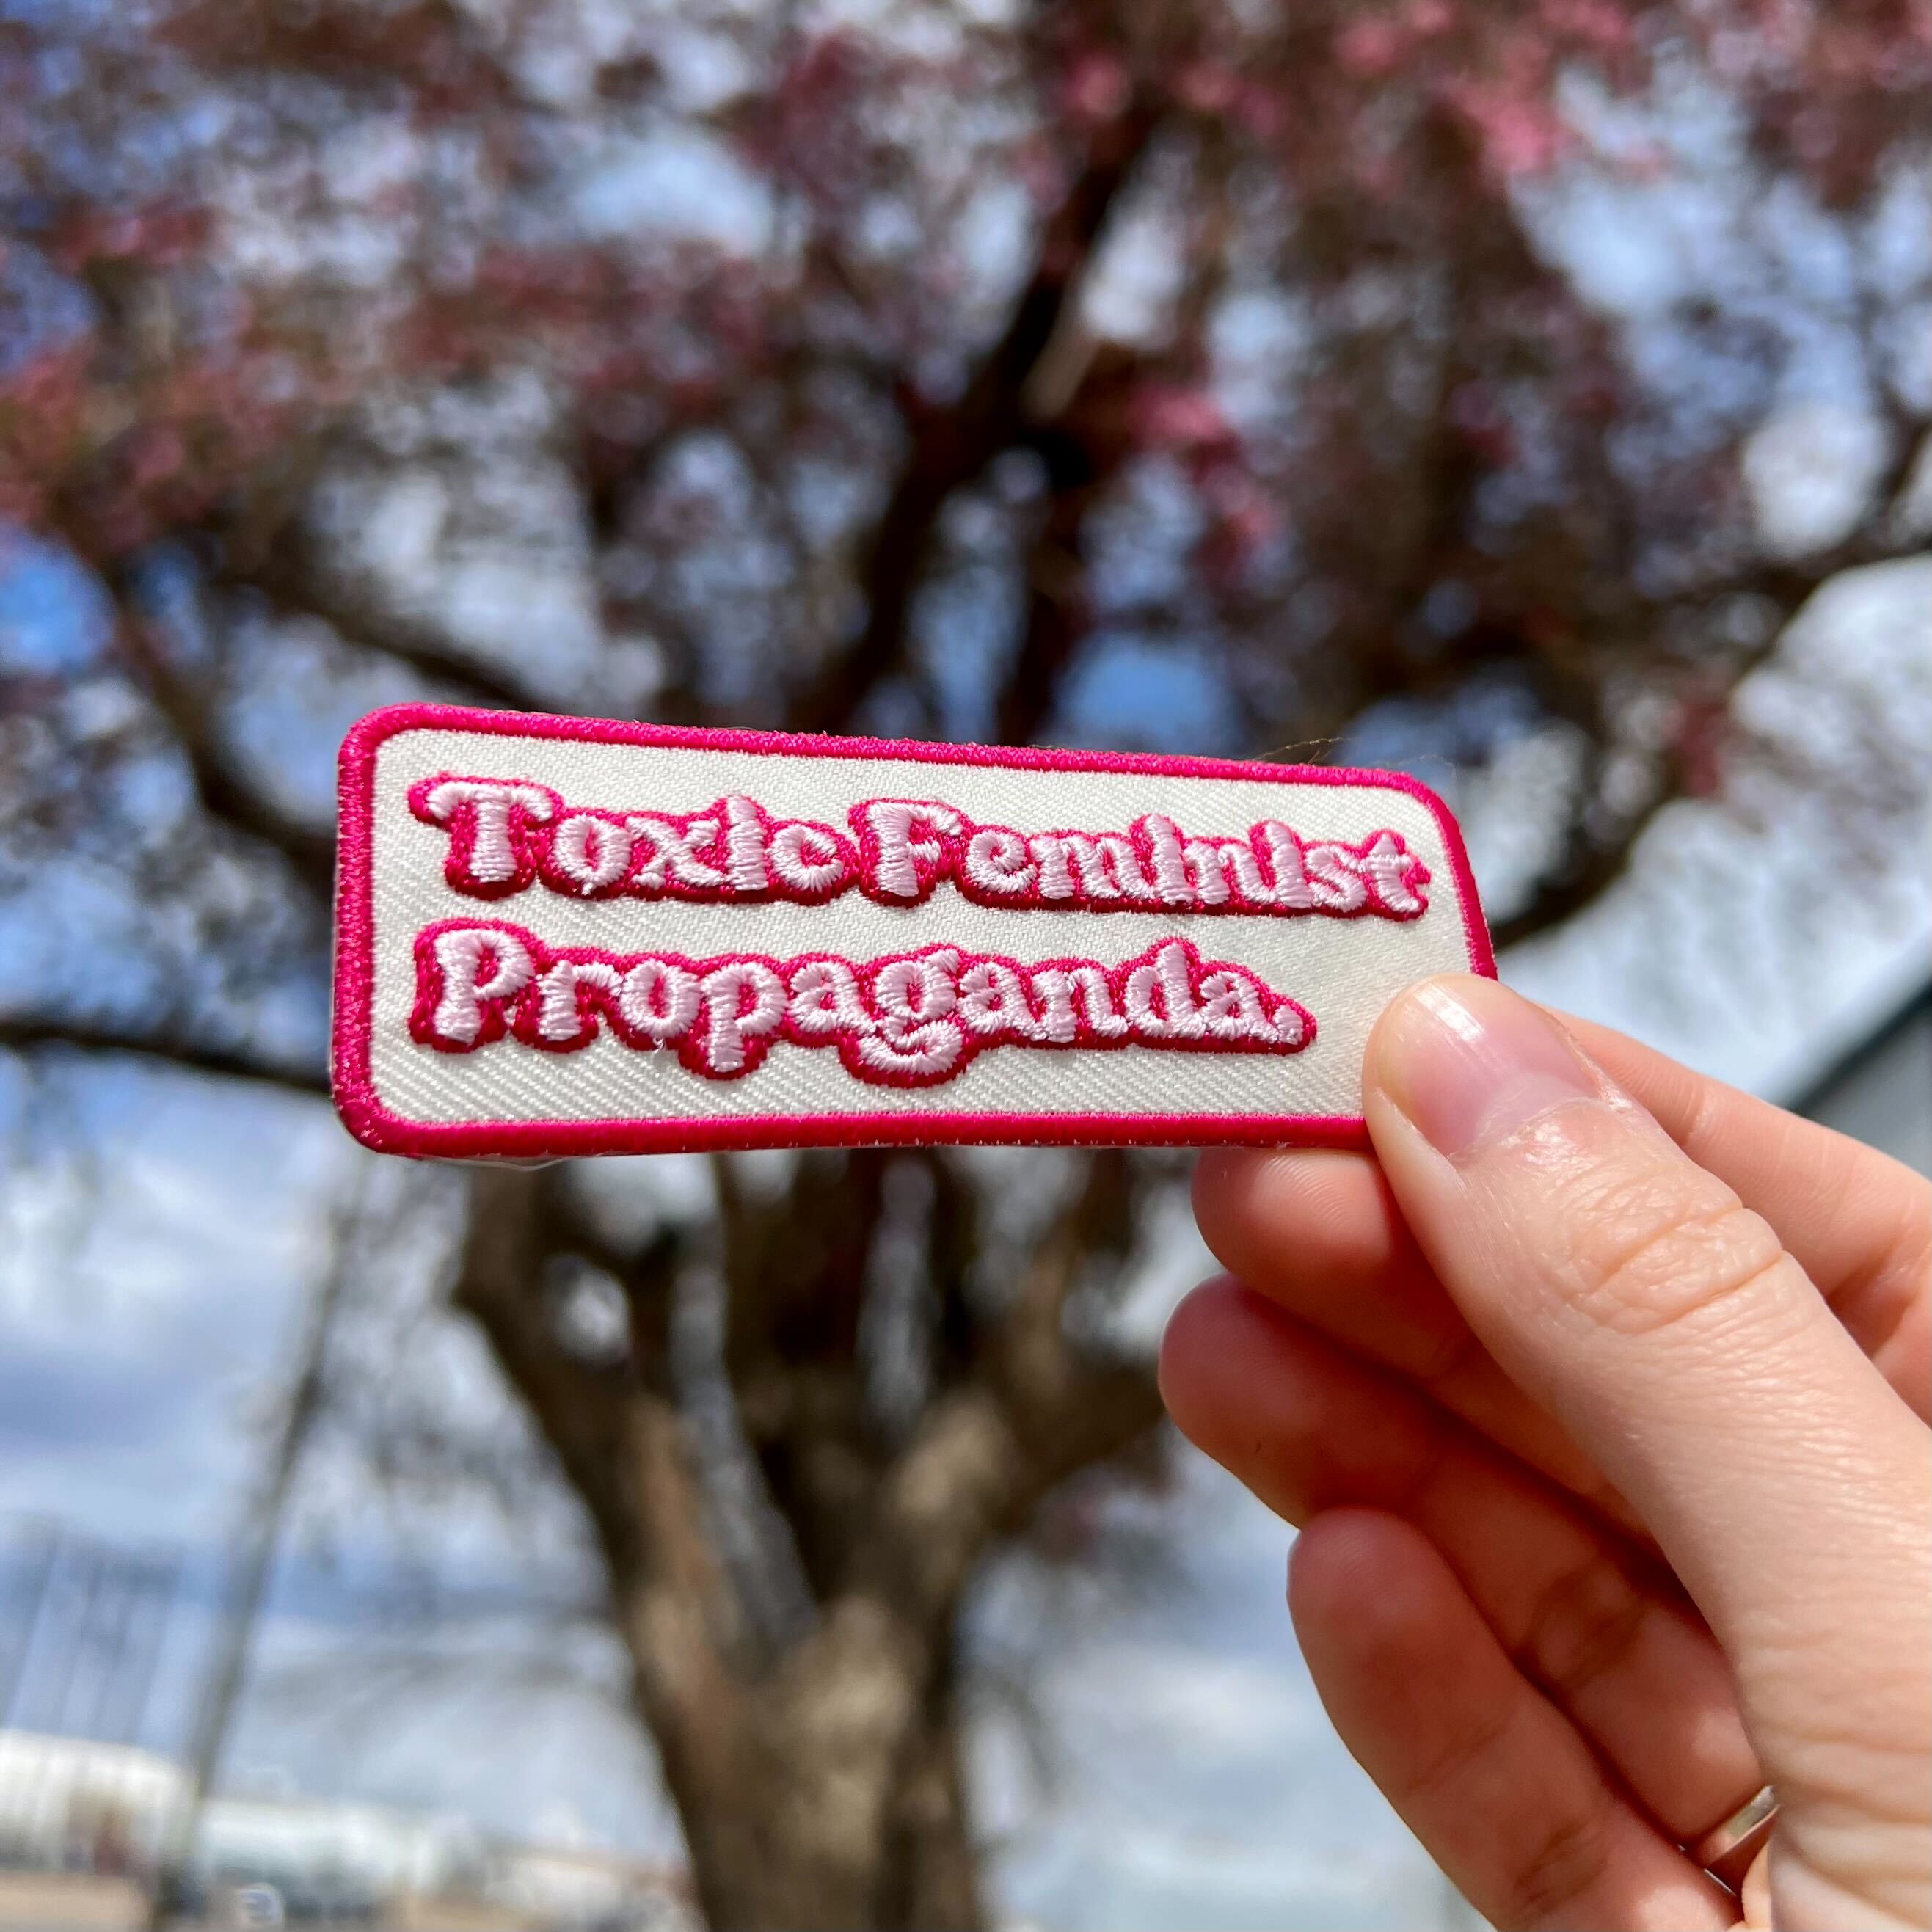 Toxic Feminist
Propaganda.